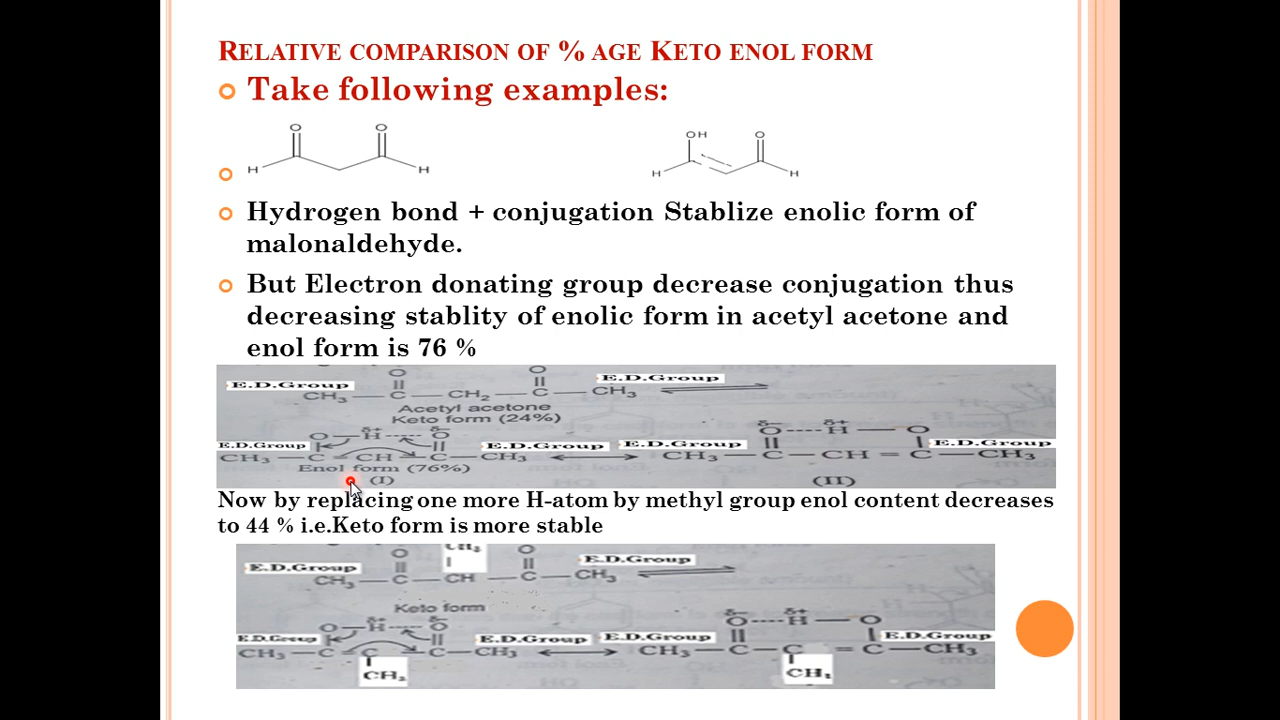 RELATIVE COMPARISON OF % AGE KETO ENOL FORM
Take following examples:
O O OH O
H H H H
Hydrogen bond + conjugation Stablize enolic form of
malonaldehyde.
But Electron donating group decrease conjugation thus
decreasing stablity of enolic form in acetyl acetone and
enol form is 76 %
O O
E.D.Group E.D.Group
CH₃ — C — CH₂ — C — CH₃
Acetyl acetone
Keto form (24%)
O — H ---- O O ---- H — O
δ+ δ- δ- δ+
E.D.Group E.D.Group E.D.Group E.D.Group
CH₃ — C = CH — C — CH₃ CH₃ — C — CH = C — CH₃
Enol form (76%)
(I) (II)
Now by replacing one more H-atom by methyl group enol content decreases
to 44 % i.e.Keto form is more stable
O CH₃ O
E.D.Group E.D.Group
CH₃ — C — CH — C — CH₃
Keto form
δ+ δ- δ- δ+
O — H ---- O O ---- H — O
E.D.Group E.D.Group E.D.Group E.D.Group
CH₃ — C = C — C — CH₃ CH₃ — C — C = C — CH₃
CH₃ CH₃